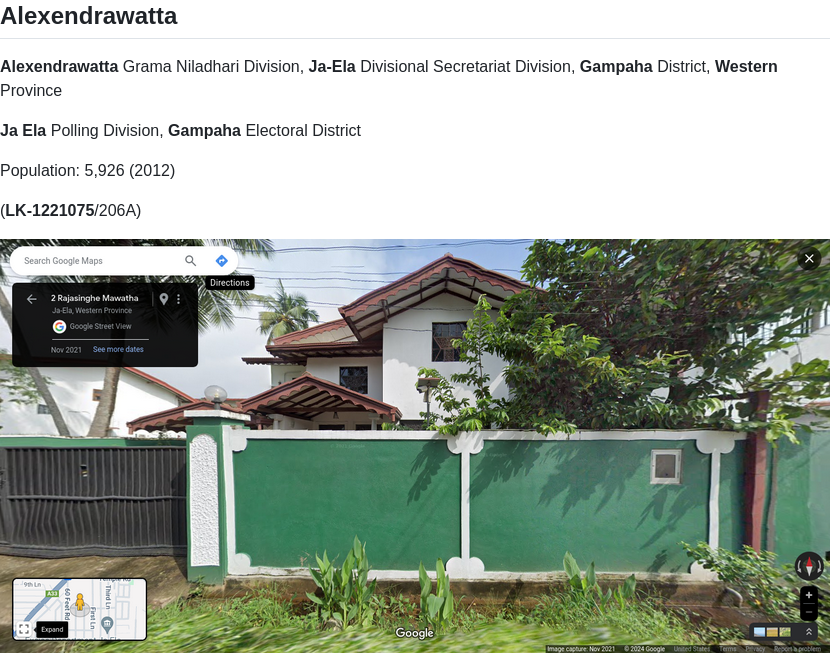 Alexendrawatta
Alexendrawatta Grama Niladhari Division, Ja-Ela Divisional Secretariat Division, Gampaha District, Western
Province
Ja Ela Polling Division, Gampaha Electoral District
Population: 5,926 (2012)
(LK-1221075/206A)
Search Google Maps
Directions
2 Rajasinghe Mawatha
Ja-Ela, Western Province
Google Street View
Nov 2021 See more dates
9th Ln
A33
60 Feet Rd
First Ln
Third Ln
Expand
Google
Image capture: Nov 2021 © 2024 Google United States Terms Privacy Report a problem